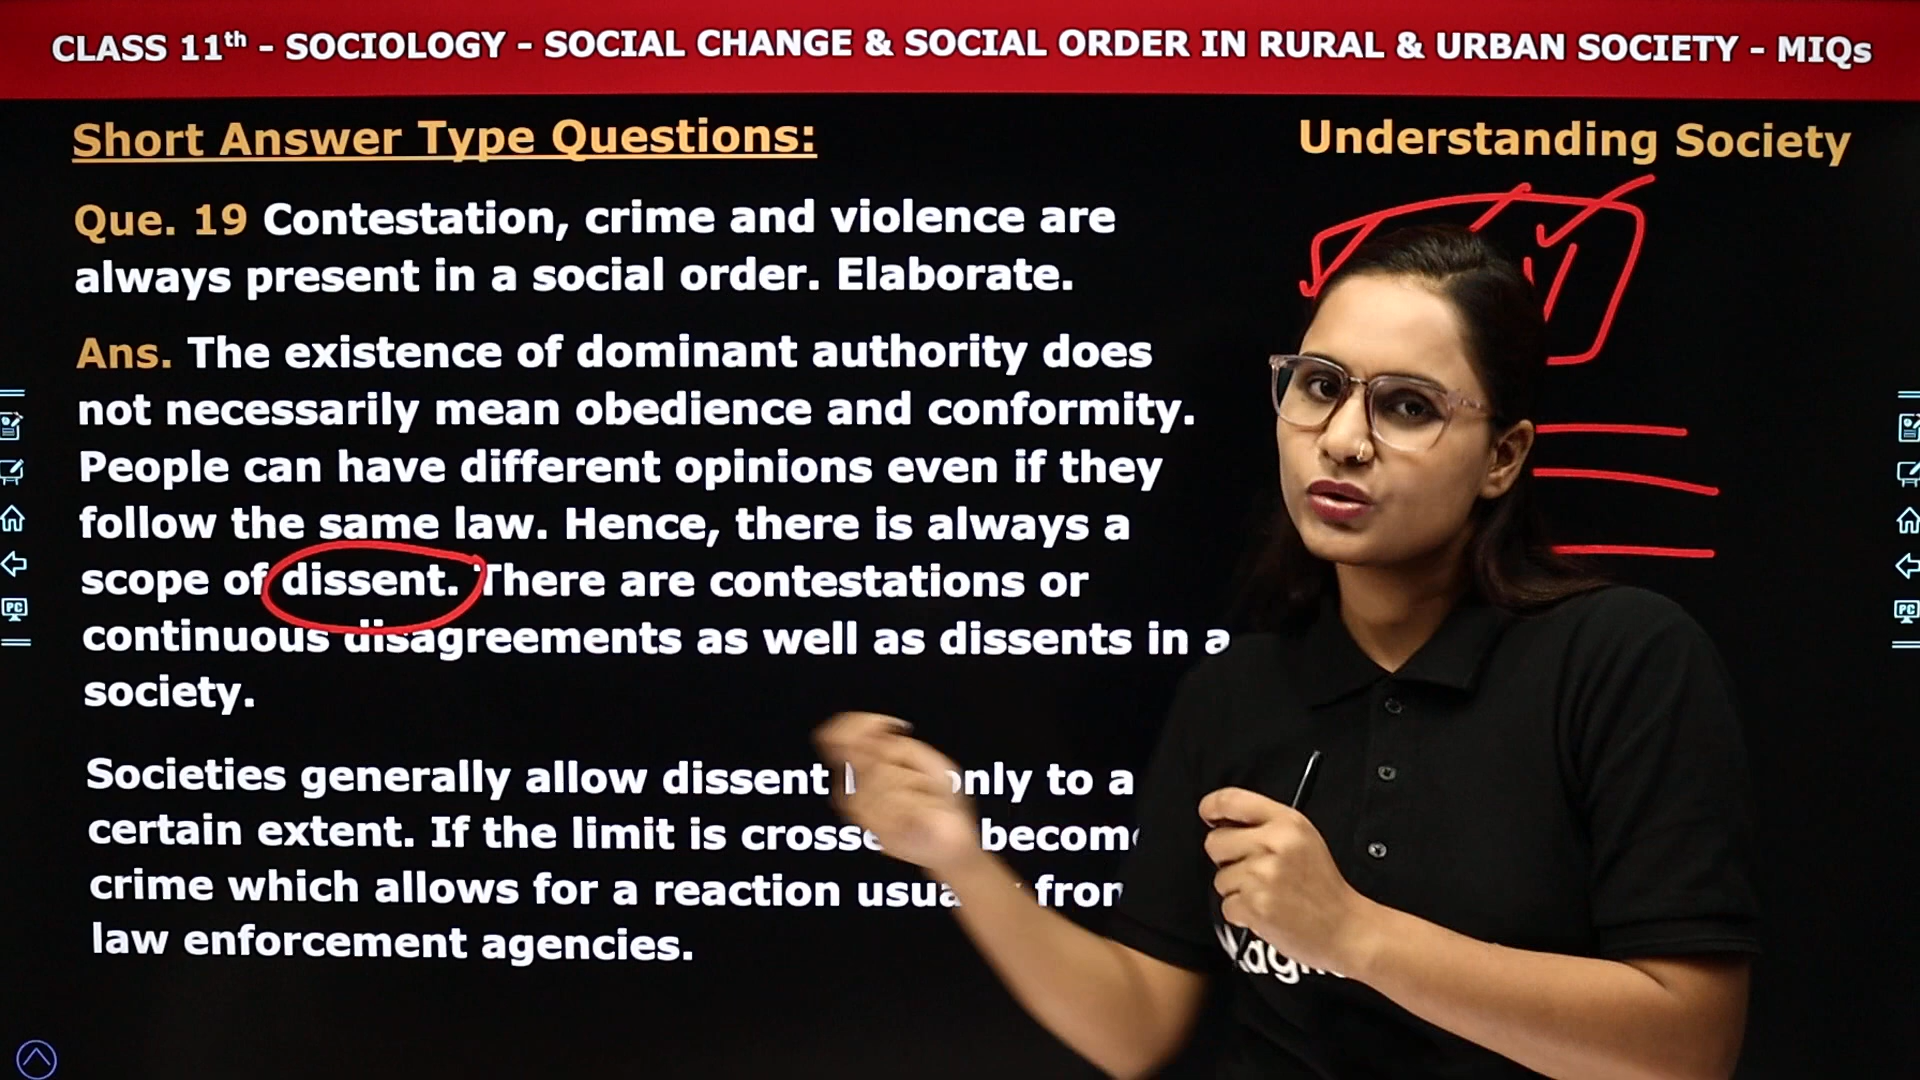 CLASS 11th - SOCIOLOGY - SOCIAL CHANGE & SOCIAL ORDER IN RURAL & URBAN SOCIETY - MIQs
Short Answer Type Questions:
Understanding Society
Que. 19 Contestation, crime and violence are
always present in a social order. Elaborate.
Ans. The existence of dominant authority does
not necessarily mean obedience and conformity.
People can have different opinions even if they
follow the same law. Hence, there is always a
scope of dissent. There are contestations or
continuous disagreements as well as dissents in a
society.
Societies generally allow dissent only to a
certain extent. If the limit is
crime which allows for a reaction
law enforcement agencies.
PC
PC